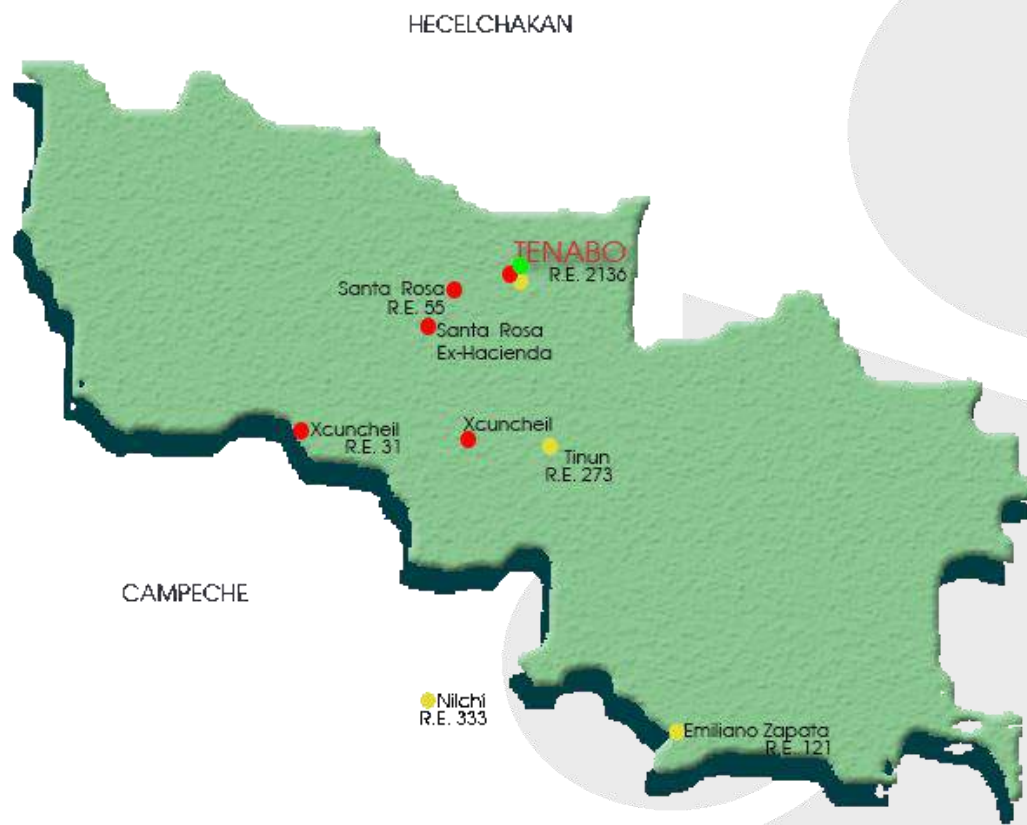 HECELCHAKAN
TENABO
R.E. 2136
Santa Rosa
R.E. 55
Santa Rosa
Ex-Hacienda
Xcuncheil
R.E. 31
Xcuncheil
Tinun
R.E. 273
CAMPECHE
Nilchí
R.E. 333
Emiliano Zapata
R.E. 121